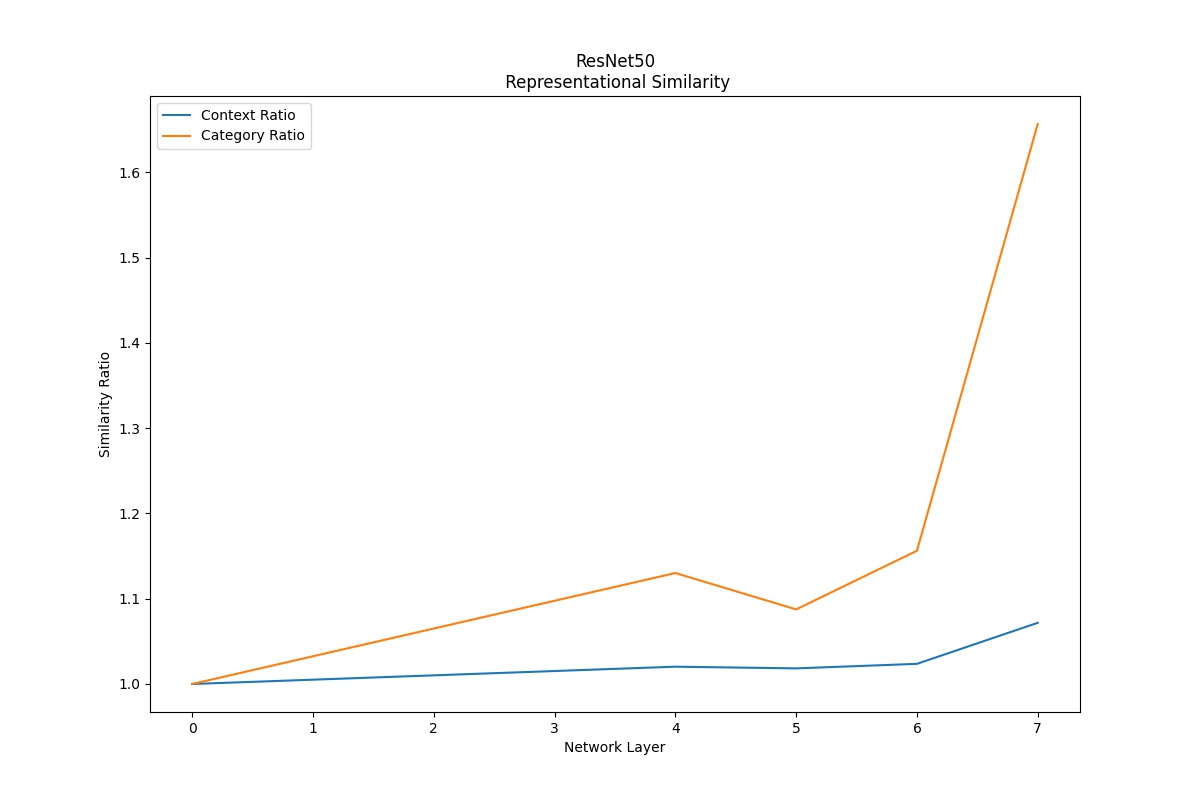 ResNet50
Representational Similarity
Context Ratio
Category Ratio
Similarity Ratio
1.6
1.5
1.4
1.3
1.2
1.1
1.0
0 1 2 3 4 5 6 7
Network Layer